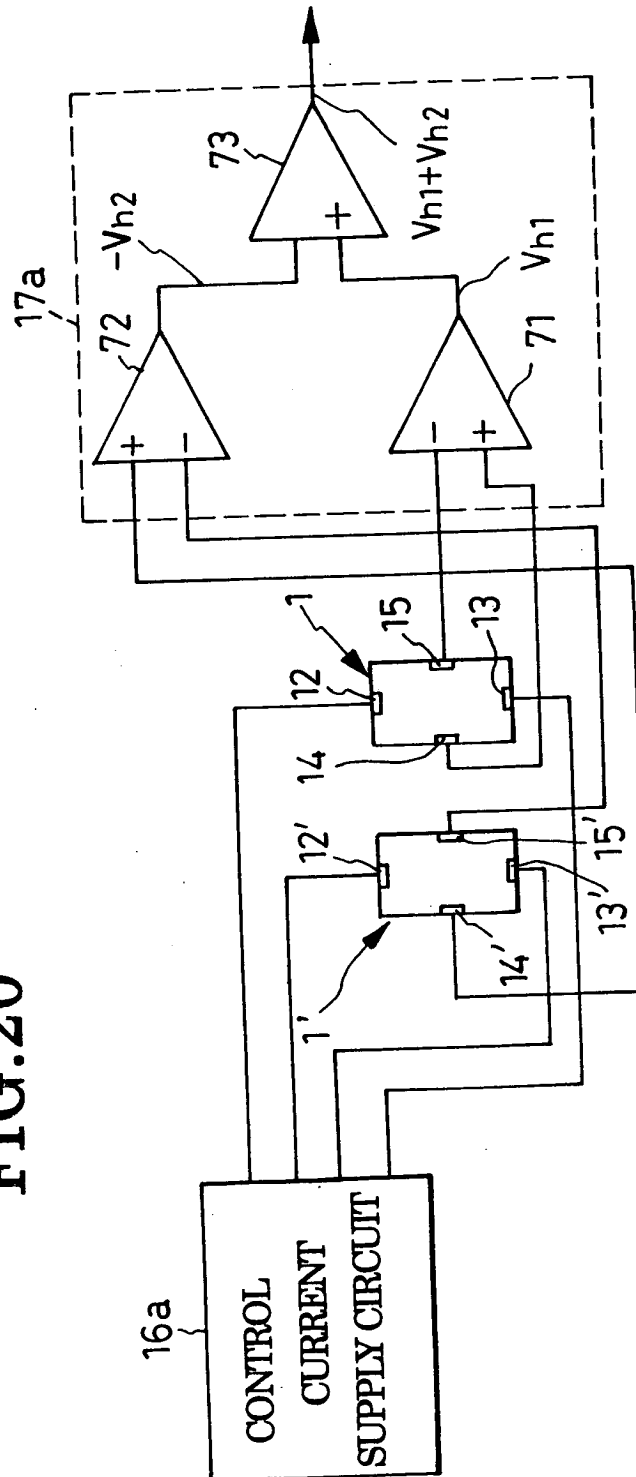 FIG.20
16a
CONTROL
CURRENT
SUPPLY CIRCUIT
17a
72
+
−
-Vh2
73
+
Vh1+Vh2
−
+
71
Vh1
1
12
14
15
13
1'
12'
14'
15'
13'